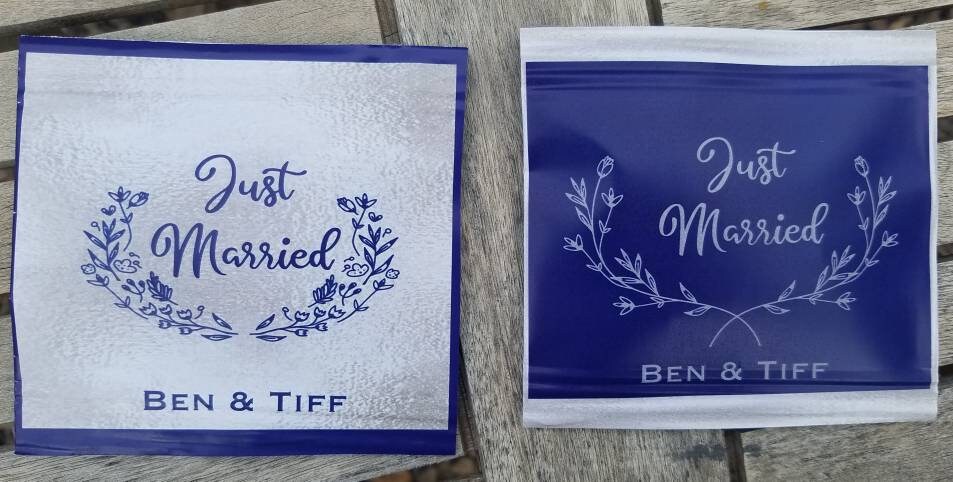 Just
Married
BEN & TIFF
Just
Married
BEN & TIFF